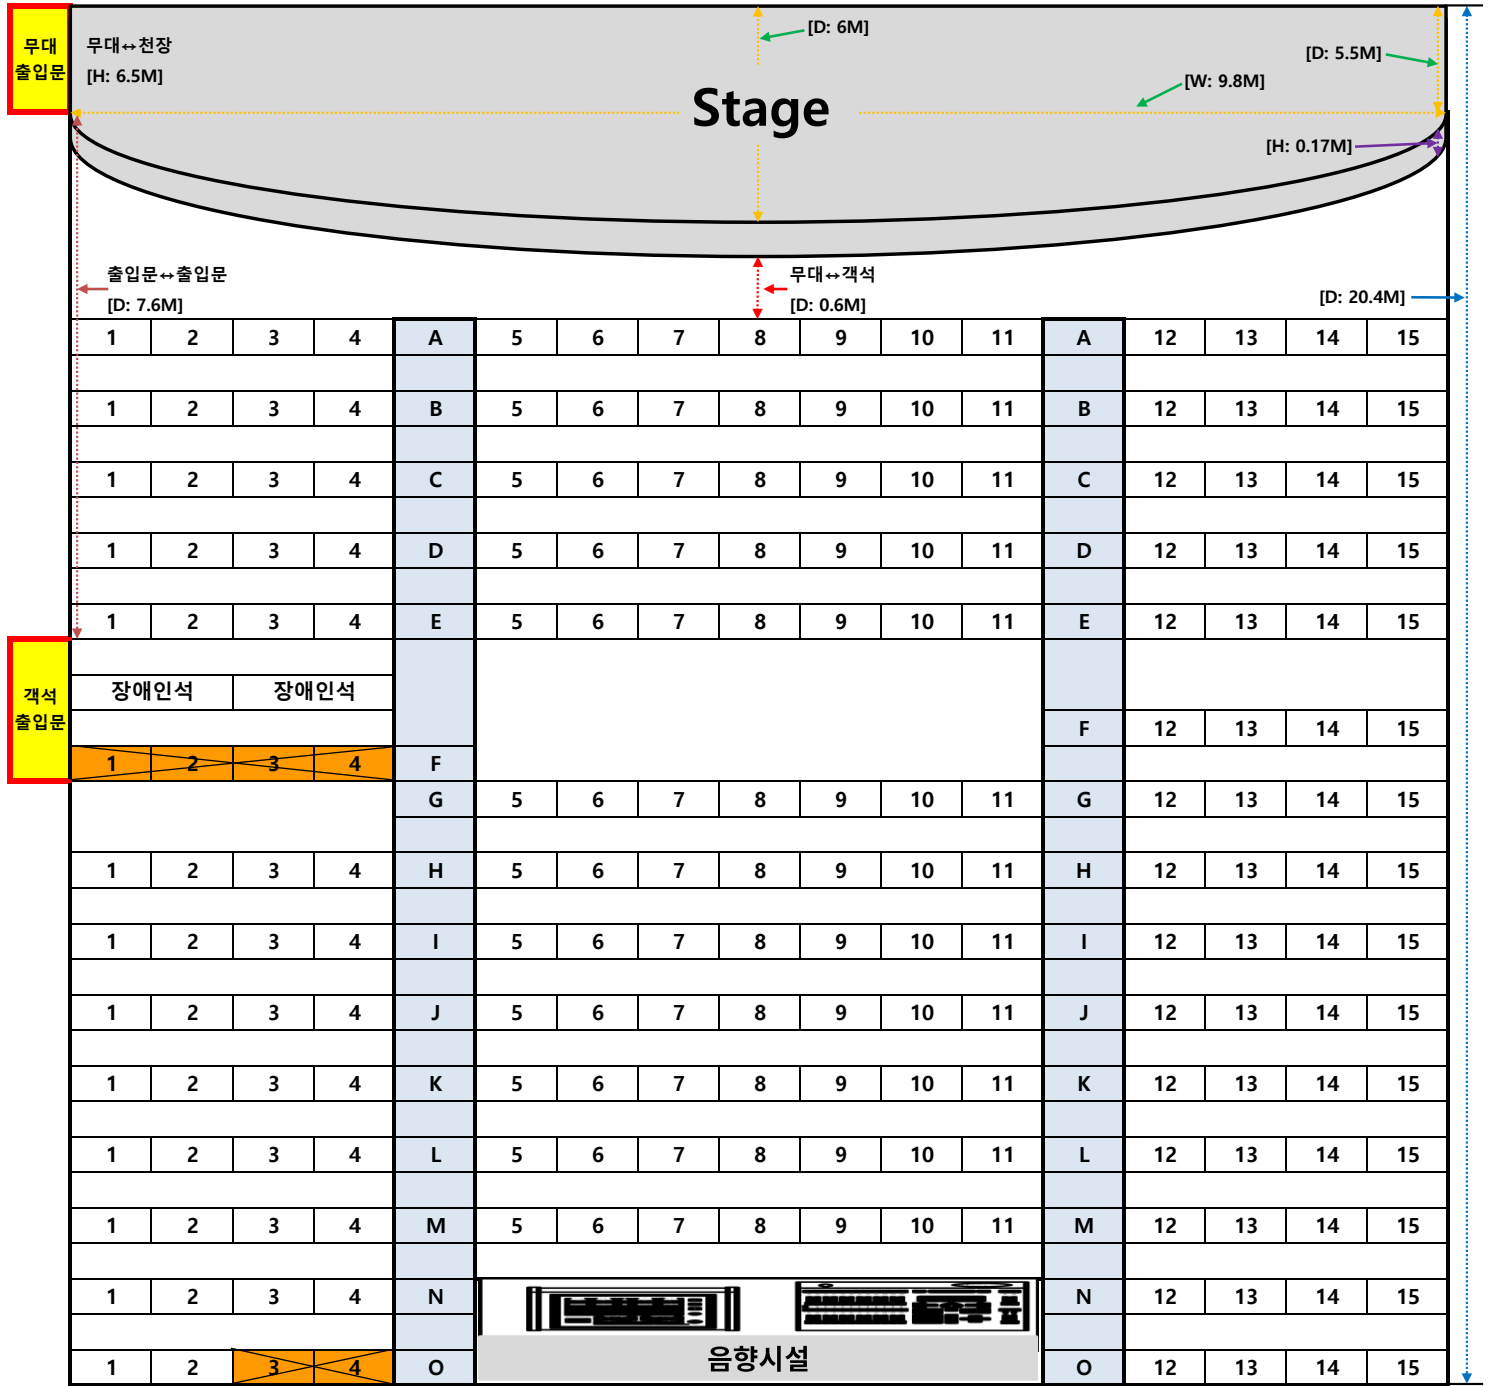 무대
출입문
무대↔천장
[H: 6.5M]
[D: 6M]
[D: 5.5M]
[W: 9.8M]
Stage
[H: 0.17M]
출입문↔출입문
[D: 7.6M]
무대↔객석
[D: 0.6M]
[D: 20.4M]
1 2 3 4 A 5 6 7 8 9 10 11 A 12 13 14 15
1 2 3 4 B 5 6 7 8 9 10 11 B 12 13 14 15
1 2 3 4 C 5 6 7 8 9 10 11 C 12 13 14 15
1 2 3 4 D 5 6 7 8 9 10 11 D 12 13 14 15
1 2 3 4 E 5 6 7 8 9 10 11 E 12 13 14 15
객석
출입문
장애인석 장애인석
F 12 13 14 15
1 2 3 4 F
G 5 6 7 8 9 10 11 G 12 13 14 15
1 2 3 4 H 5 6 7 8 9 10 11 H 12 13 14 15
1 2 3 4 I 5 6 7 8 9 10 11 I 12 13 14 15
1 2 3 4 J 5 6 7 8 9 10 11 J 12 13 14 15
1 2 3 4 K 5 6 7 8 9 10 11 K 12 13 14 15
1 2 3 4 L 5 6 7 8 9 10 11 L 12 13 14 15
1 2 3 4 M 5 6 7 8 9 10 11 M 12 13 14 15
1 2 3 4 N N 12 13 14 15
음향시설
1 2 3 4 O O 12 13 14 15